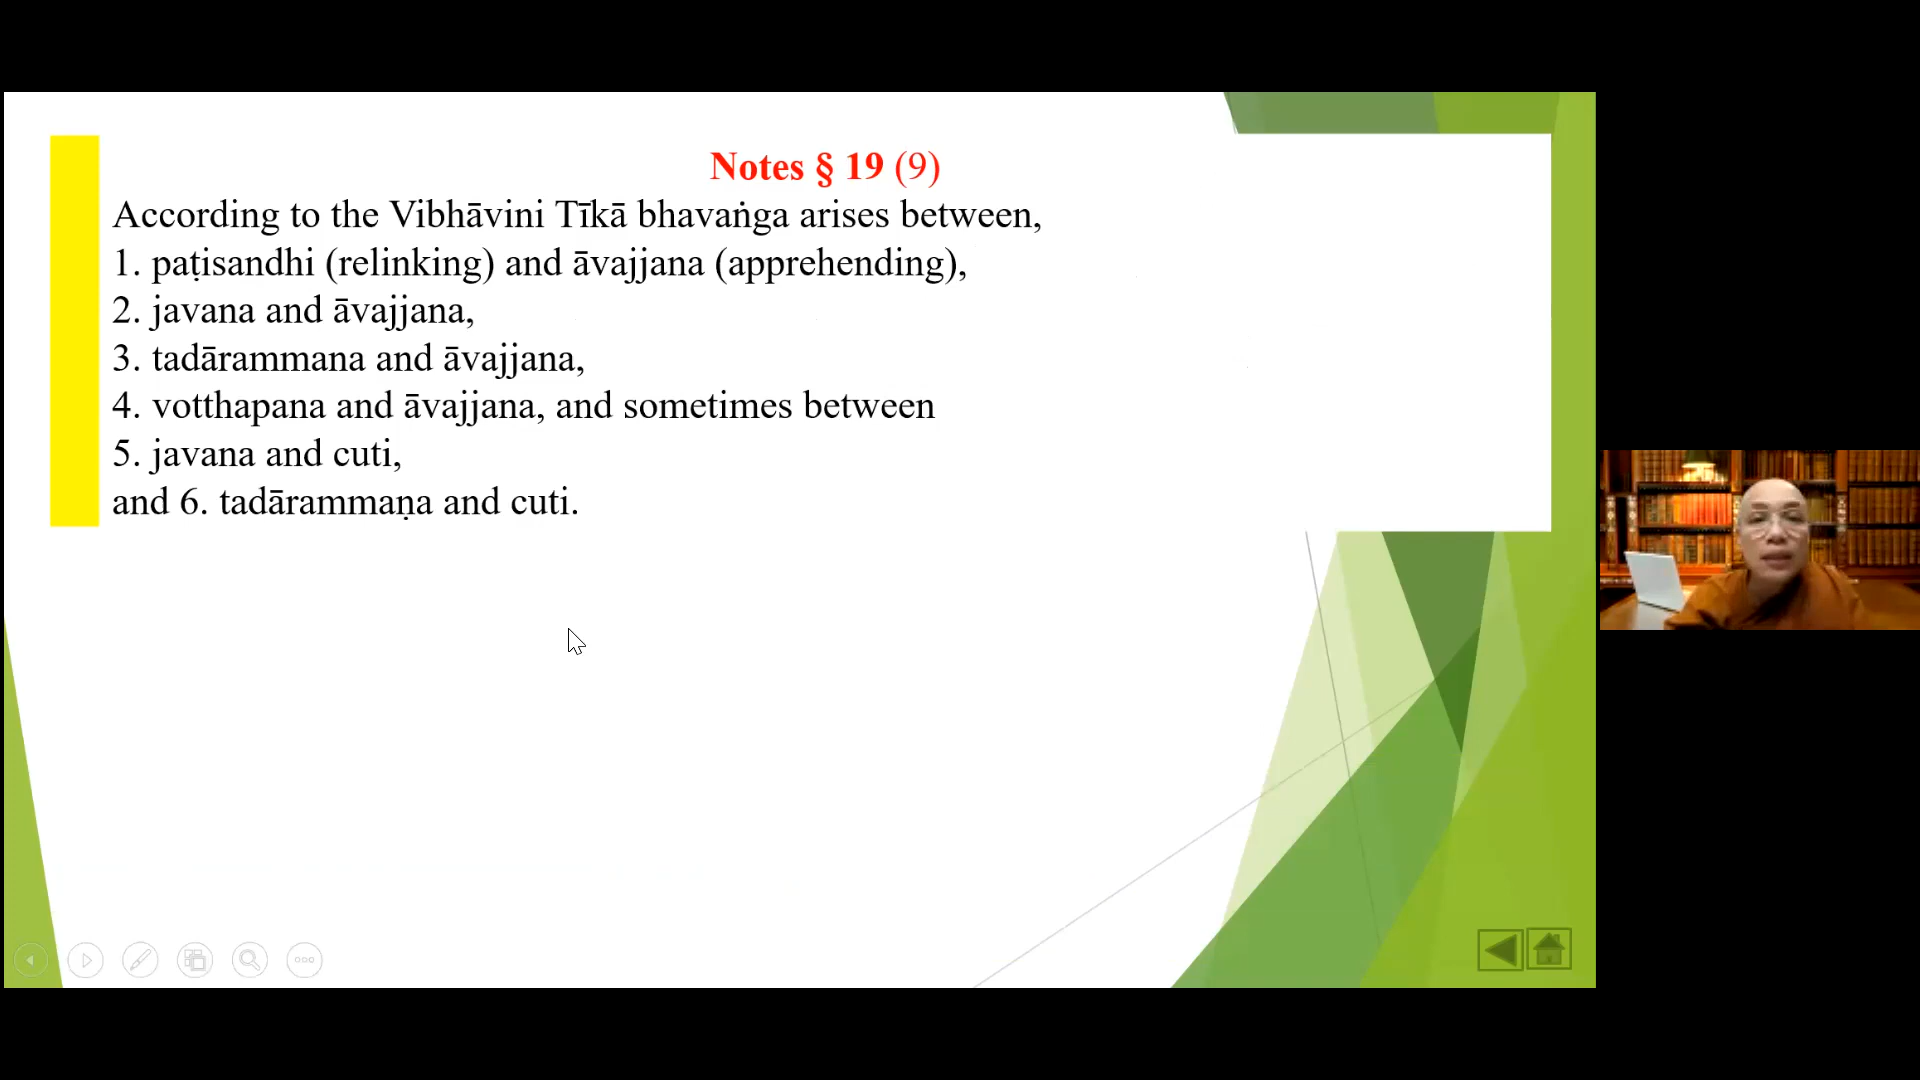 Notes § 19 (9)
According to the Vibhāvini Tīkā bhavaṅga arises between,
1. paṭisandhi (relinking) and āvajjana (apprehending),
2. javana and āvajjana,
3. tadārammana and āvajjana,
4. votthapana and āvajjana, and sometimes between
5. javana and cuti,
and 6. tadārammaṇa and cuti.